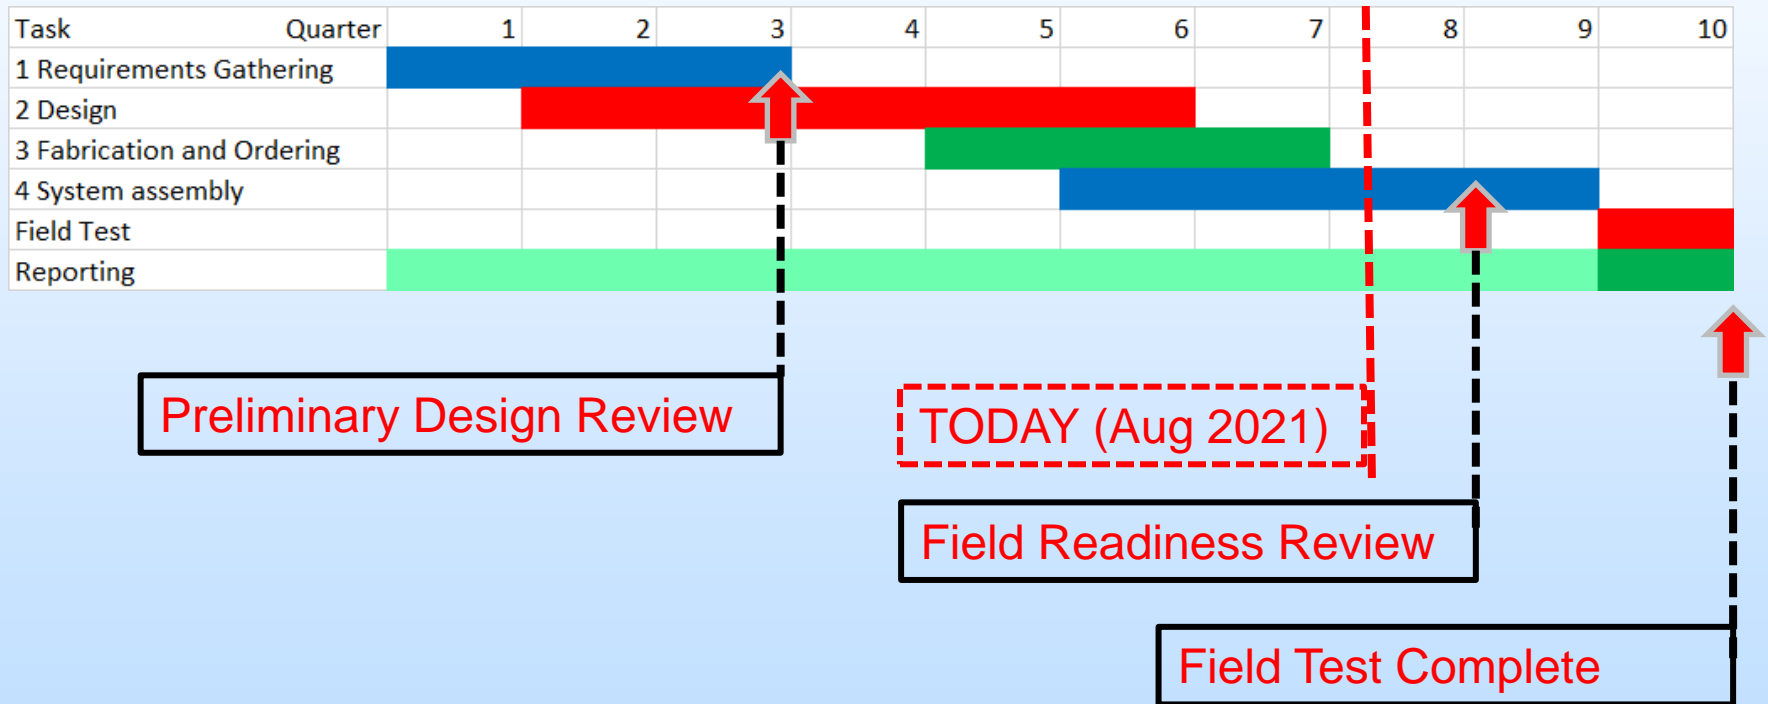 Task Quarter 1 2 3 4 5 6 7 8 9 10
1 Requirements Gathering
2 Design
3 Fabrication and Ordering
4 System assembly
Field Test
Reporting
Preliminary Design Review
TODAY (Aug 2021)
Field Readiness Review
Field Test Complete